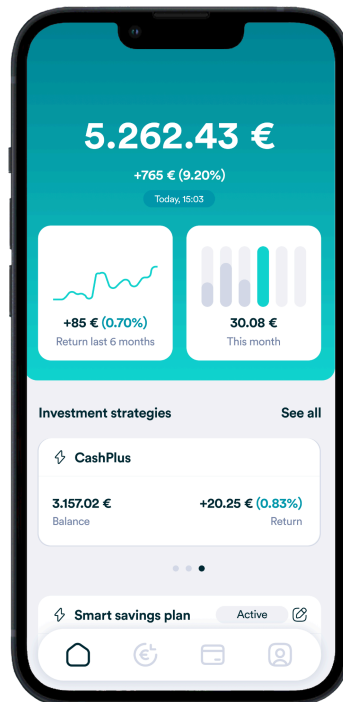 5.262.43 €
+765 € (9.20%)
Today, 15:03
+85 € (0.70%)
Return last 6 months
30.08 €
This month
Investment strategies
See all
CashPlus
3.157.02 €
+20.25 € (0.83%)
Balance
Return
Smart savings plan
Active